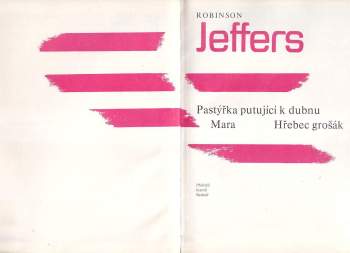 ROBINSON
Jeffers
Pastýřka putující k dubnu
Mara Hřebec grošák